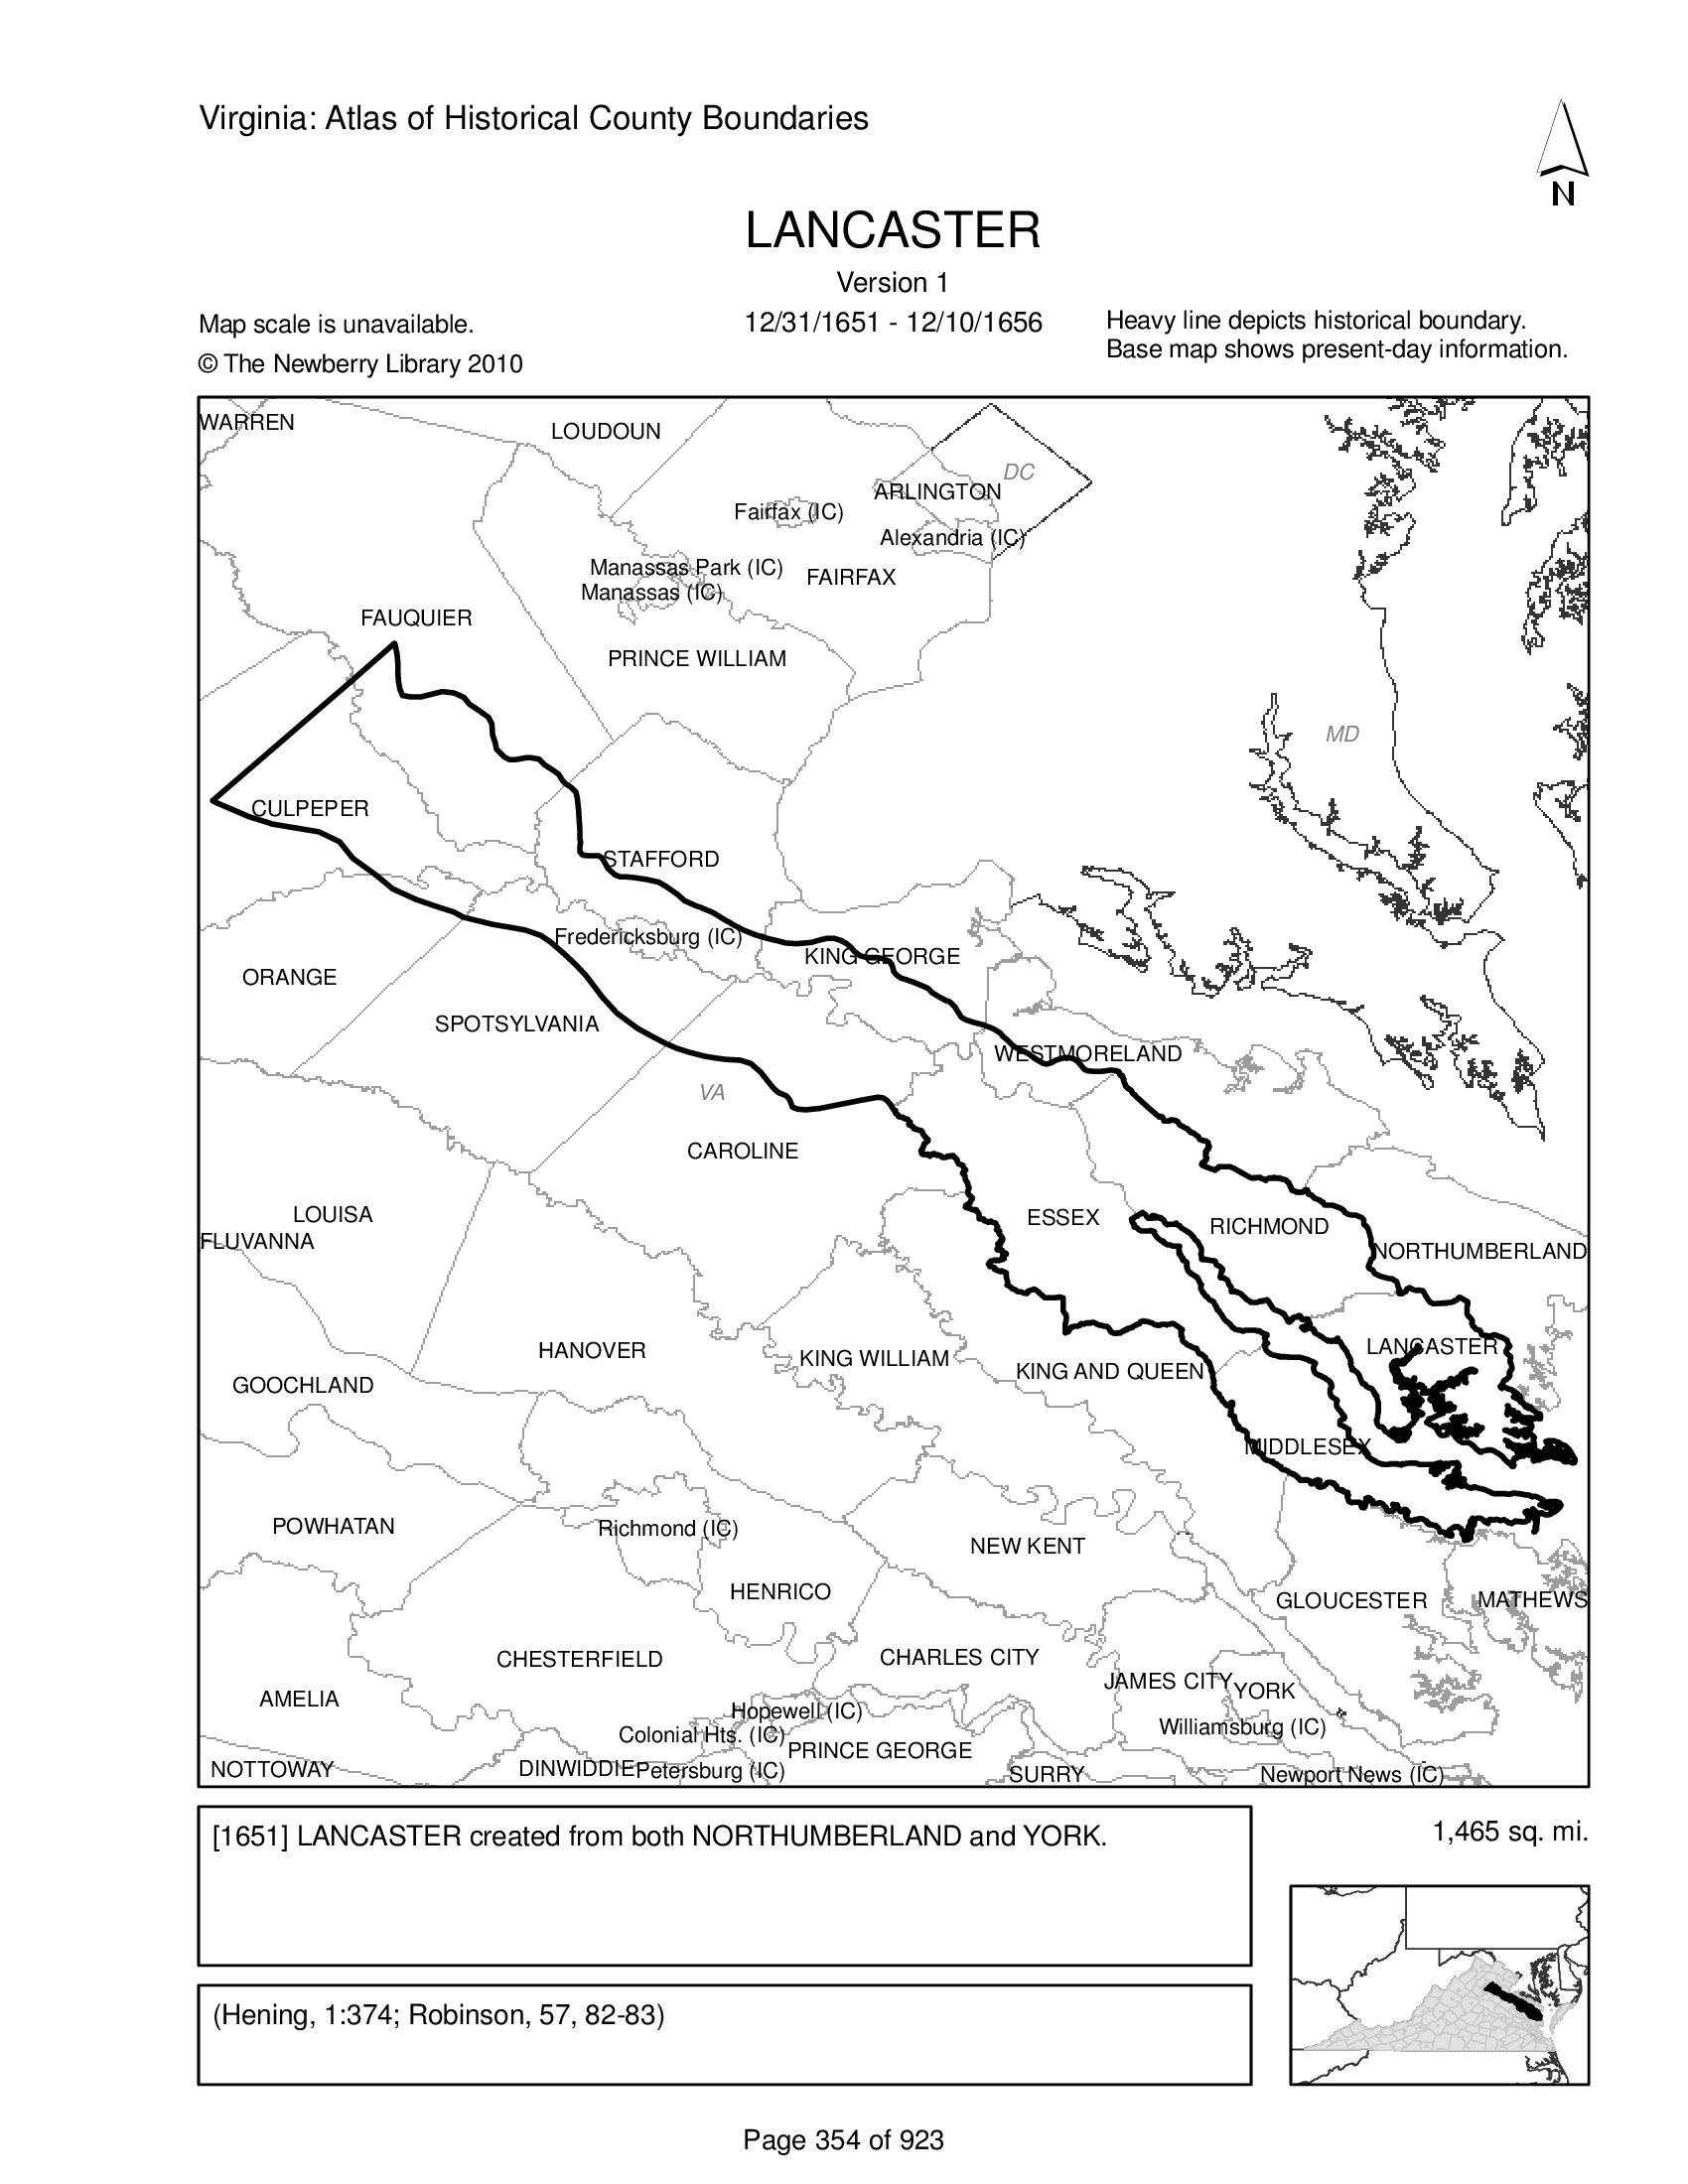 Virginia: Atlas of Historical County Boundaries
N
LANCASTER
Version 1
12/31/1651 - 12/10/1656
Map scale is unavailable.
© The Newberry Library 2010
Heavy line depicts historical boundary.
Base map shows present-day information.
WARREN
LOUDOUN
DC
ARLINGTON
Fairfax (IC)
Alexandria (IC)
Manassas Park (IC)
FAIRFAX
Manassas (IC)
FAUQUIER
PRINCE WILLIAM
MD
CULPEPER
STAFFORD
Fredericksburg (IC)
KING GEORGE
ORANGE
SPOTSYLVANIA
WESTMORELAND
VA
CAROLINE
LOUISA
ESSEX
RICHMOND
FLUVANNA
NORTHUMBERLAND
HANOVER
LANCASTER
KING WILLIAM
KING AND QUEEN
GOOCHLAND
MIDDLESEX
POWHATAN
Richmond (IC)
NEW KENT
HENRICO
GLOUCESTER
MATHEWS
CHESTERFIELD
CHARLES CITY
JAMES CITY
YORK
AMELIA
Hopewell (IC)
Williamsburg (IC)
Colonial Hts. (IC)
PRINCE GEORGE
NOTTOWAY
DINWIDDIE
Petersburg (IC)
SURRY
Newport News (IC)
[1651] LANCASTER created from both NORTHUMBERLAND and YORK.
1,465 sq. mi.
(Hening, 1:374; Robinson, 57, 82-83)
Page 354 of 923